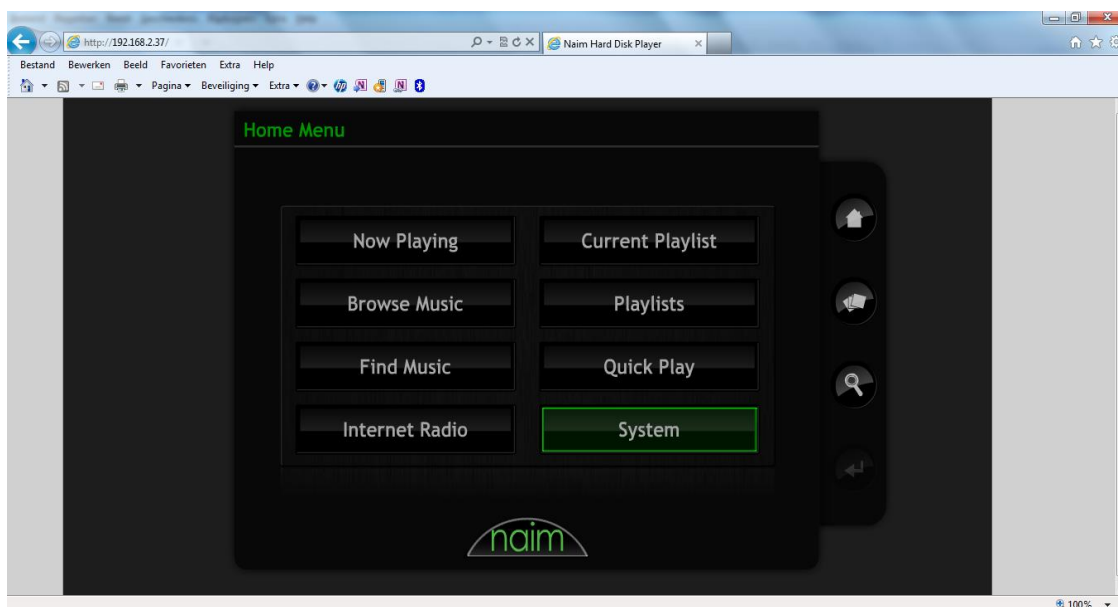 http://192.168.2.37/
Naim Hard Disk Player
Bestand Bewerken Beeld Favorieten Extra Help
Pagina Beveiliging Extra
Home Menu
Now Playing
Current Playlist
Browse Music
Playlists
Find Music
Quick Play
Internet Radio
System
naim
100%